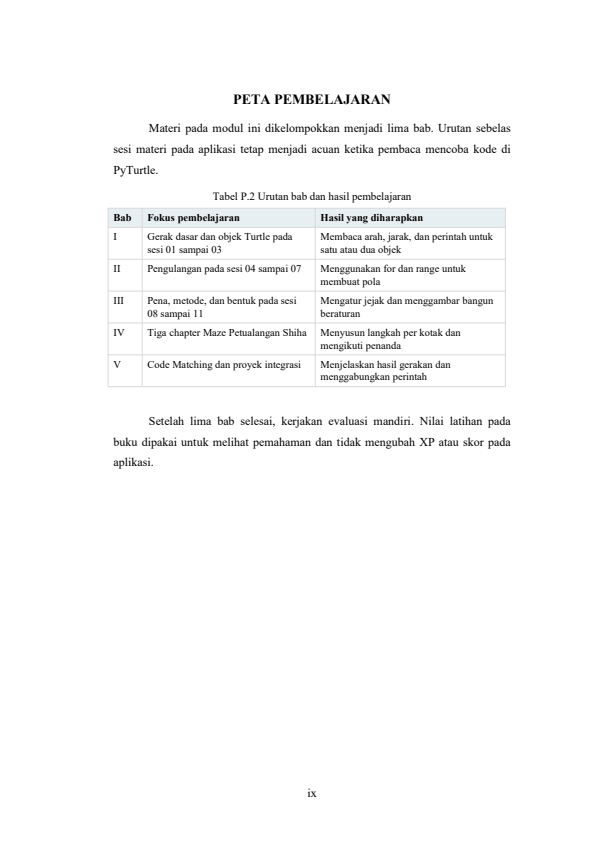 PETA PEMBELAJARAN
Materi pada modul ini dikelompokkan menjadi lima bab. Urutan sebelas
sesi materi pada aplikasi tetap menjadi acuan ketika pembaca mencoba kode di
PyTurtle.
Tabel P.2 Urutan bab dan hasil pembelajaran
Bab Fokus pembelajaran Hasil yang diharapkan
I Gerak dasar dan objek Turtle pada Membaca arah, jarak, dan perintah untuk
sesi 01 sampai 03 satu atau dua objek
II Pengulangan pada sesi 04 sampai 07 Menggunakan for dan range untuk
membuat pola
III Pena, metode, dan bentuk pada sesi Mengatur jejak dan menggambar bangun
08 sampai 11 beraturan
IV Tiga chapter Maze Petualangan Shiha Menyusun langkah per kotak dan
mengikuti penanda
V Code Matching dan proyek integrasi Menjelaskan hasil gerakan dan
menggabungkan perintah
Setelah lima bab selesai, kerjakan evaluasi mandiri. Nilai latihan pada
buku dipakai untuk melihat pemahaman dan tidak mengubah XP atau skor pada
aplikasi.
ix